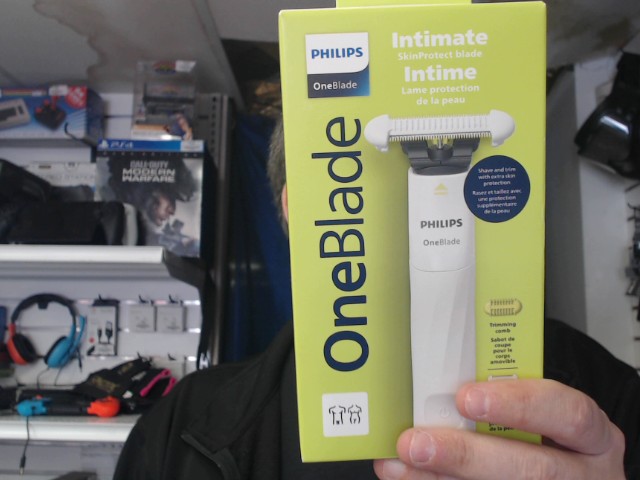 PHILIPS
OneBlade
Intimate
SkinProtect blade
Intime
Lame protection
de la peau
OneBlade
Shave and trim
with extra skin
protection
Rasez et taillez avec
une protection
supplémentaire
de la peau
PHILIPS
OneBlade
Trimming
comb
Sabot de
coupe
pour le
corps
amovible
PS4
CALL OF DUTY
MODERN
WARFARE